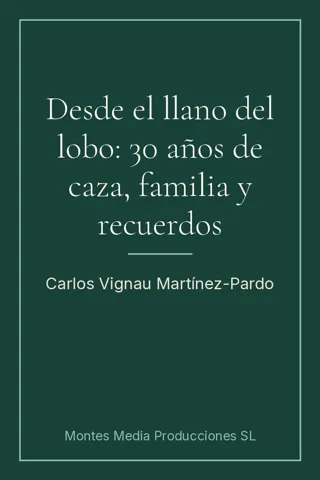 Desde el llano del
lobo: 30 años de
caza, familia y
recuerdos
Carlos Vignau Martínez-Pardo
Montes Media Producciones SL